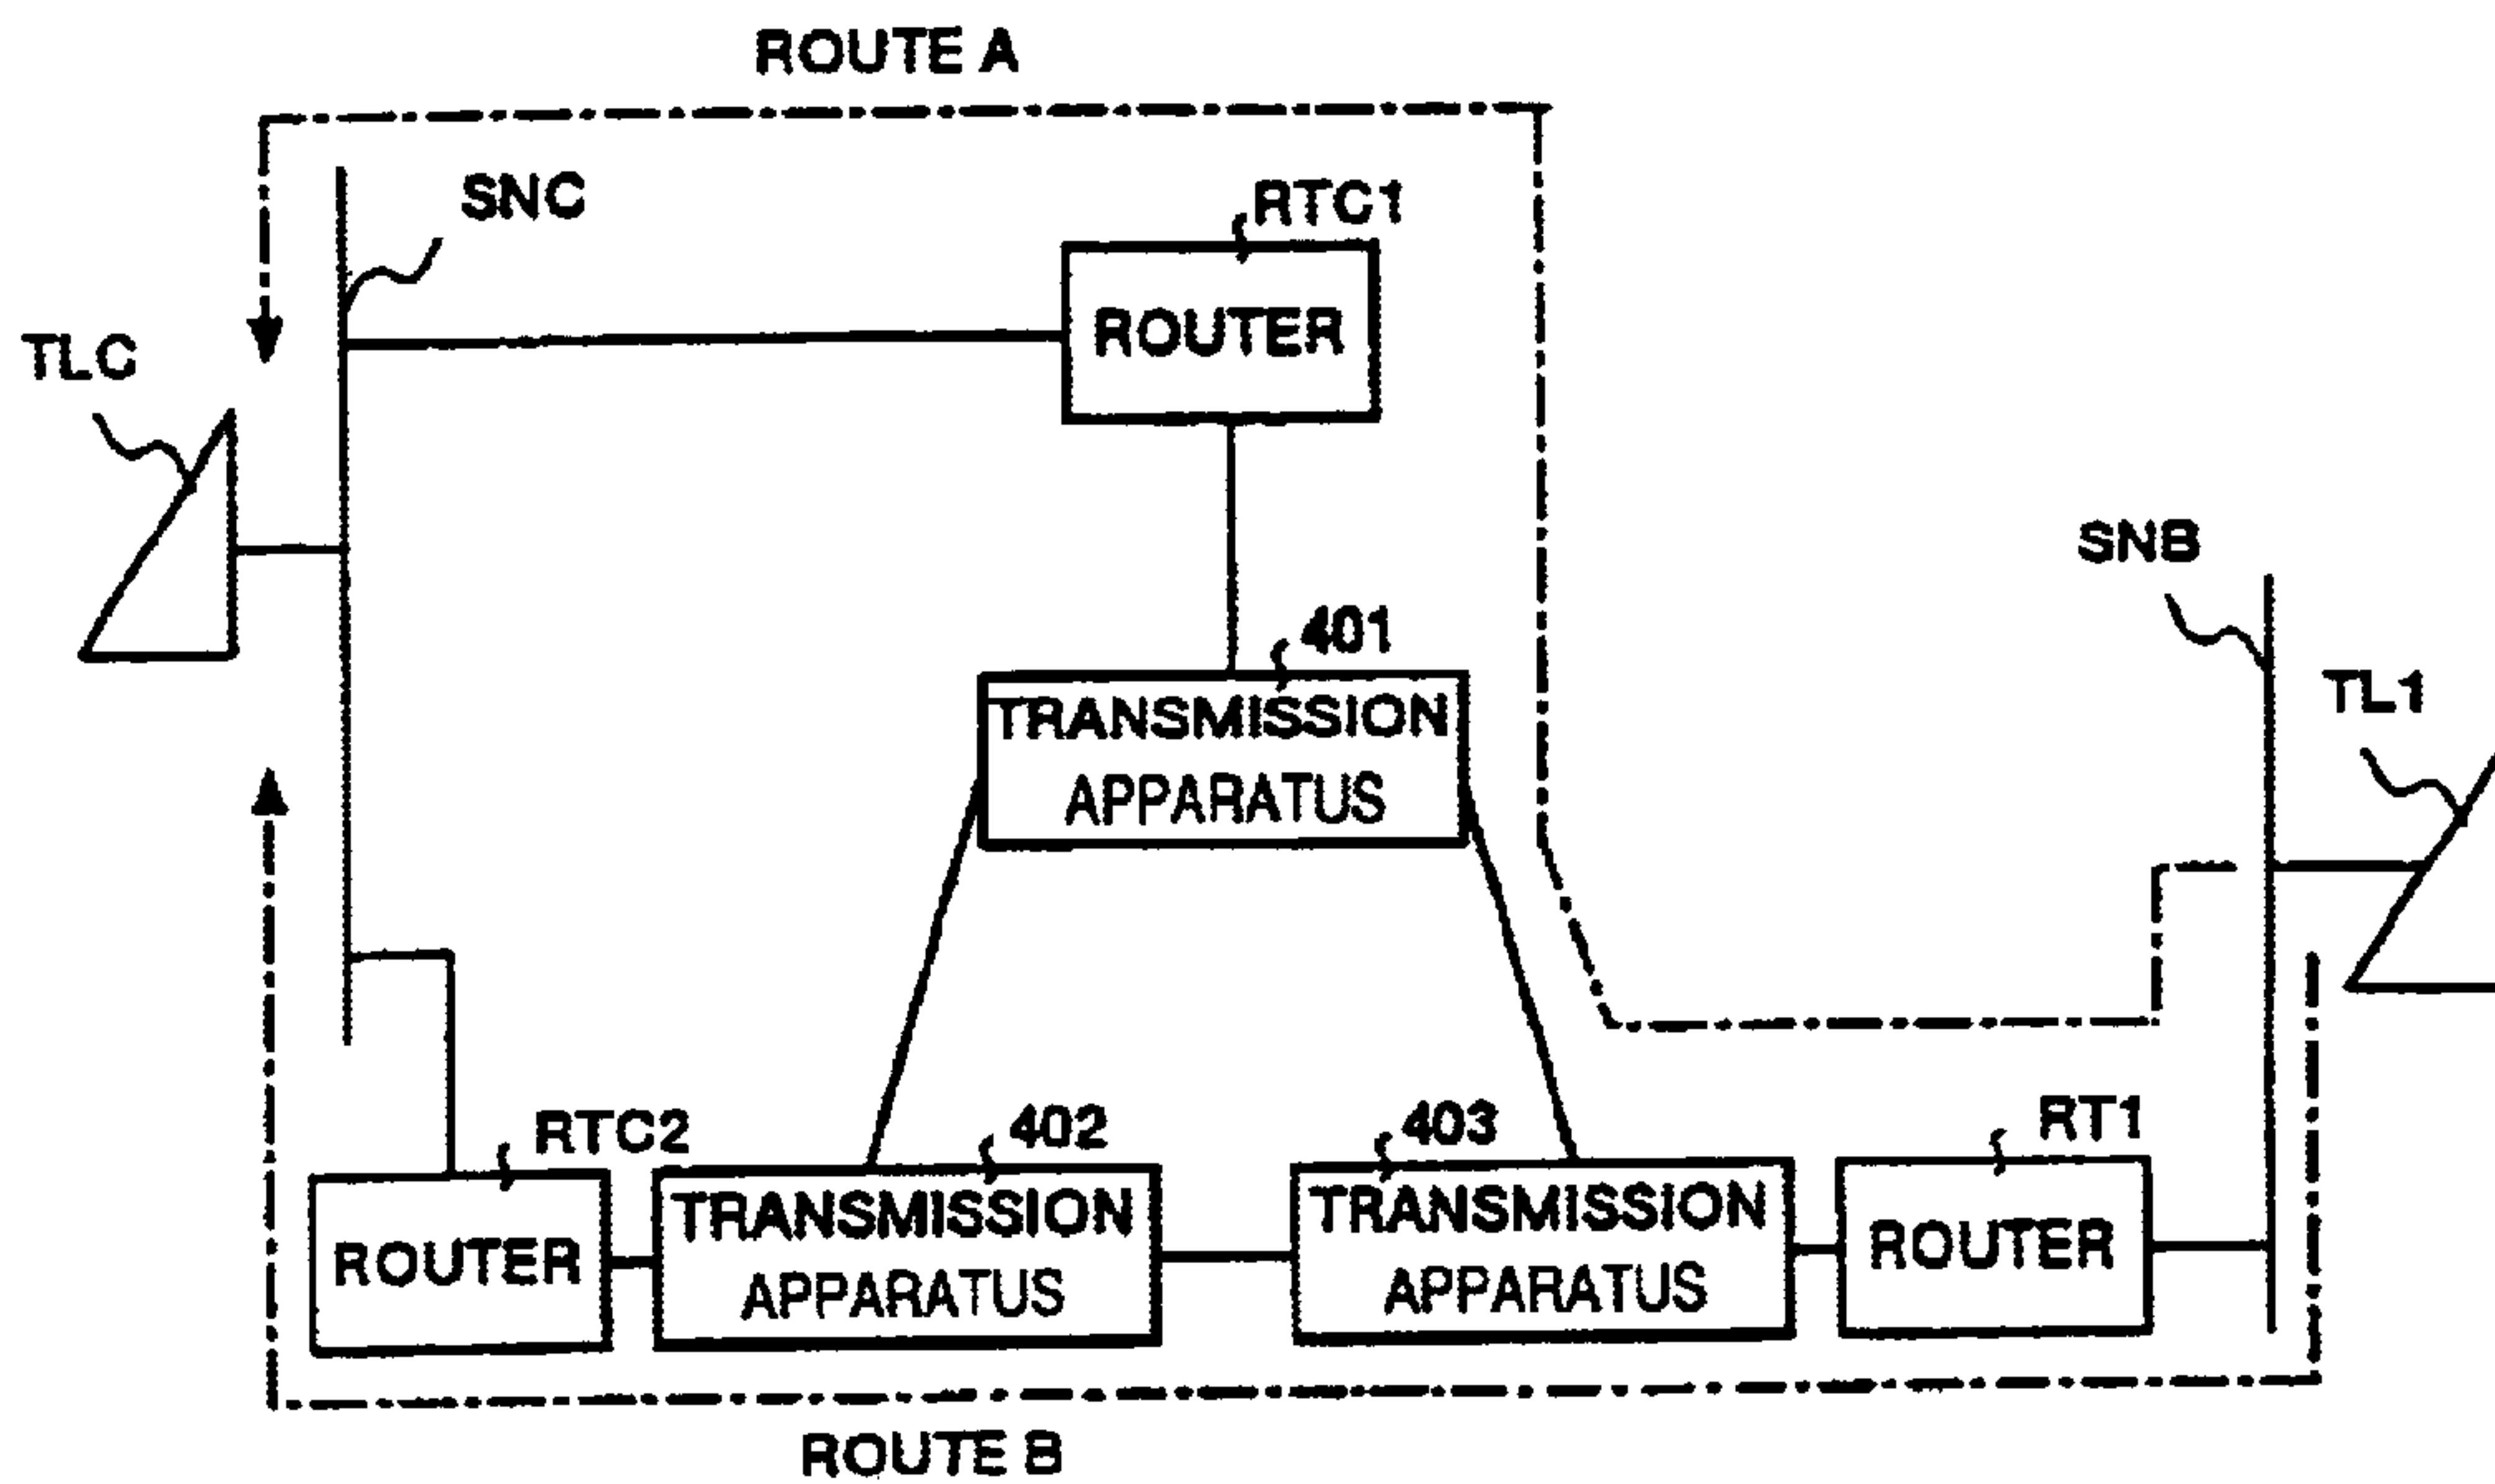 ROUTE A
SNC
RTC1
ROUTER
TLC
SNB
401
TRANSMISSION
APPARATUS
TL1
RTC2
402
403
RT1
ROUTER
TRANSMISSION
APPARATUS
TRANSMISSION
APPARATUS
ROUTER
ROUTE B